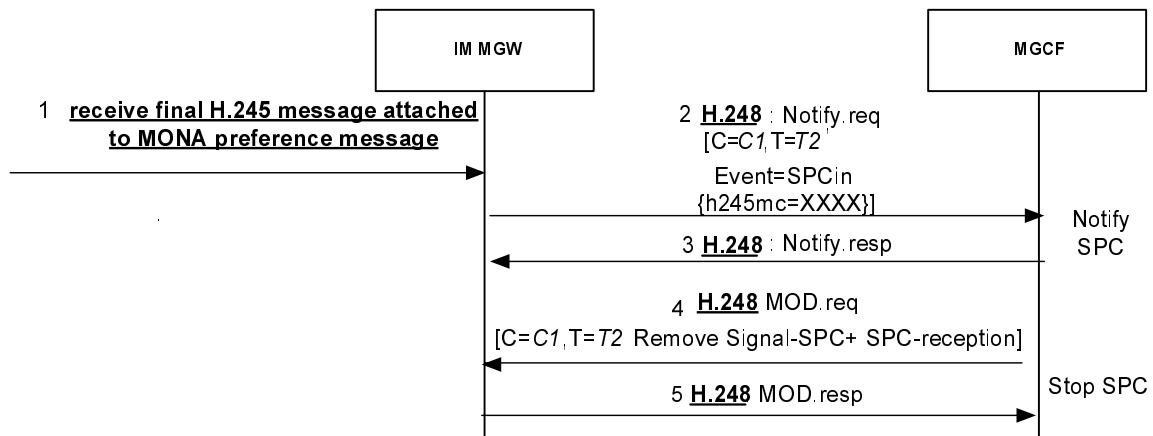 IM MGW
MGCF
1 receive final H.245 message attached
to MONA preference message
2 H.248 : Notify.req
[C=C1,T=T2 ,
Event=SPCin
{h245mc=XXXX}]
Notify
SPC
3 H.248 : Notify.resp
4 H.248 MOD.req
[C=C1,T=T2 Remove Signal-SPC+ SPC-reception]
Stop SPC
5 H.248 MOD.resp